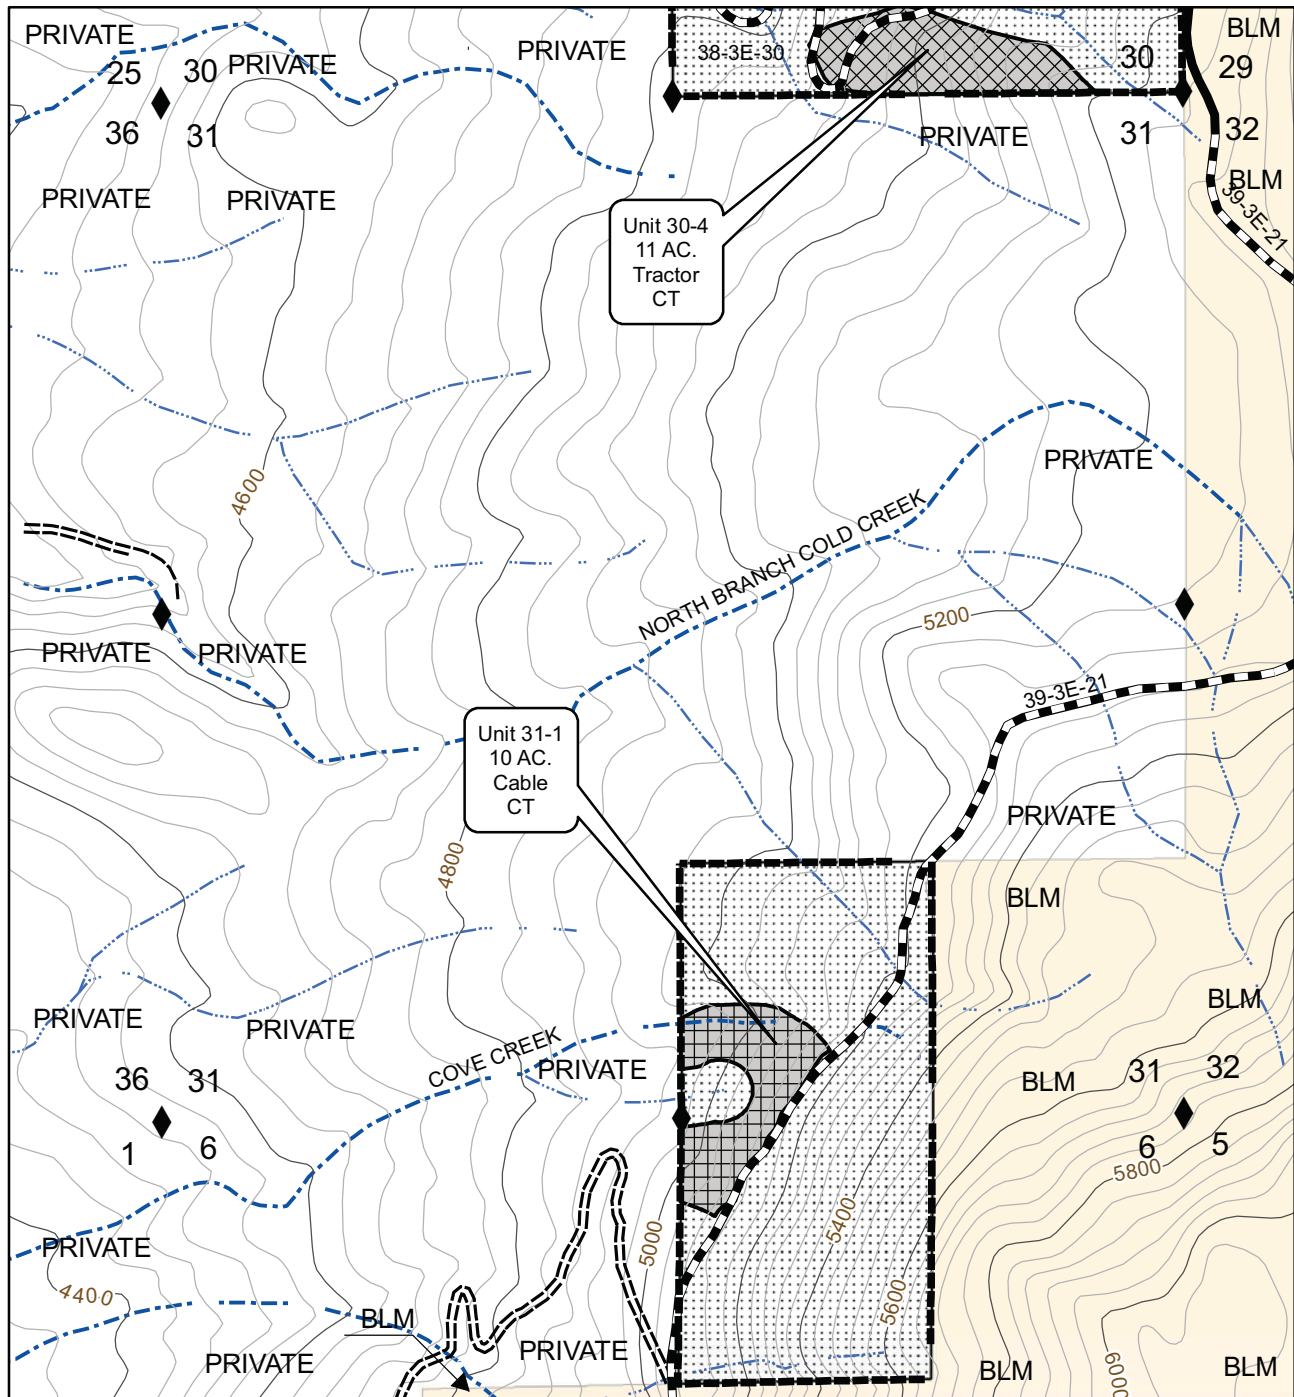 PRIVATE
25
30
PRIVATE
PRIVATE
38-3E-30
30
BLM
29
36
31
PRIVATE
31
32
PRIVATE
PRIVATE
BLM
39-3E-21
Unit 30-4
11 AC.
Tractor
CT
PRIVATE
4600
NORTH BRANCH COLD CREEK
5200
PRIVATE
PRIVATE
39-3E-21
Unit 31-1
10 AC.
Cable
CT
PRIVATE
4800
BLM
BLM
PRIVATE
PRIVATE
COVE CREEK
PRIVATE
36
31
BLM
31
32
1
6
6
5
5800
5400
5000
PRIVATE
4400
5600
BLM
PRIVATE
PRIVATE
BLM
6000
BLM